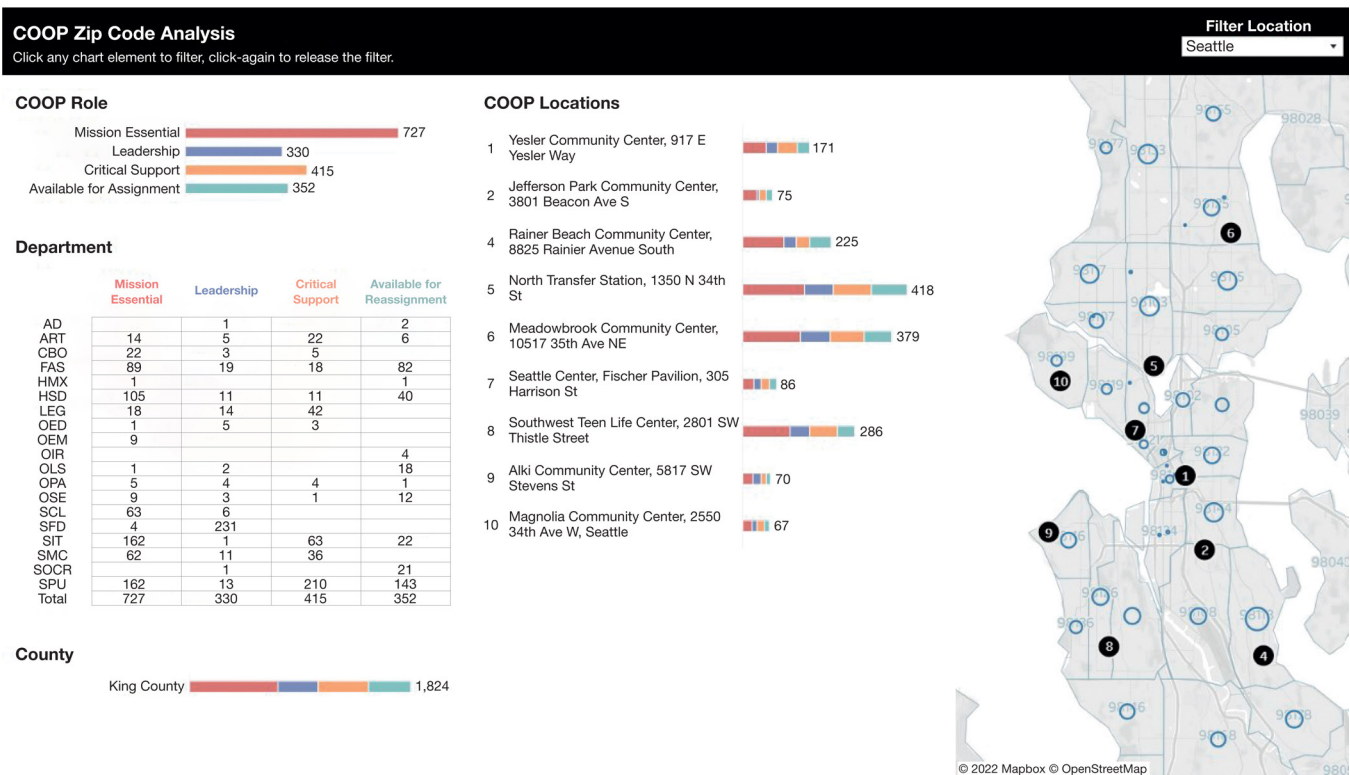 COOP Zip Code Analysis
Click any chart element to filter, click-again to release the filter.
Filter Location
Seattle
COOP Role
Mission Essential 727
Leadership 330
Critical Support 415
Available for Assignment 352
Department
Mission Essential Leadership Critical Support Available for Reassignment
AD 1 2
ART 14 5 22 6
CBO 22 3 5
FAS 89 19 18 82
HMX 1 1
HSD 105 11 11 40
LEG 18 14 42
OED 1 5 3
OEM 9
OIR 4
OLS 1 2 18
OPA 5 4 4 1
OSE 9 3 1 12
SCL 63 6
SFD 4 231
SIT 162 1 63 22
SMC 62 11 36
SOCR 1 21
SPU 162 13 210 143
Total 727 330 415 352
County
King County 1,824
COOP Locations
1 Yesler Community Center, 917 E
Yesler Way 171
2 Jefferson Park Community Center,
3801 Beacon Ave S 75
4 Rainer Beach Community Center,
8825 Rainier Avenue South 225
5 North Transfer Station, 1350 N 34th
St 418
6 Meadowbrook Community Center,
10517 35th Ave NE 379
7 Seattle Center, Fischer Pavilion, 305
Harrison St 86
8 Southwest Teen Life Center, 2801 SW
Thistle Street 286
9 Alki Community Center, 5817 SW
Stevens St 70
10 Magnolia Community Center, 2550
34th Ave W, Seattle 67
98028
6
5
10
98039
7
1
9
2
8
4
© 2022 Mapbox © OpenStreetMap